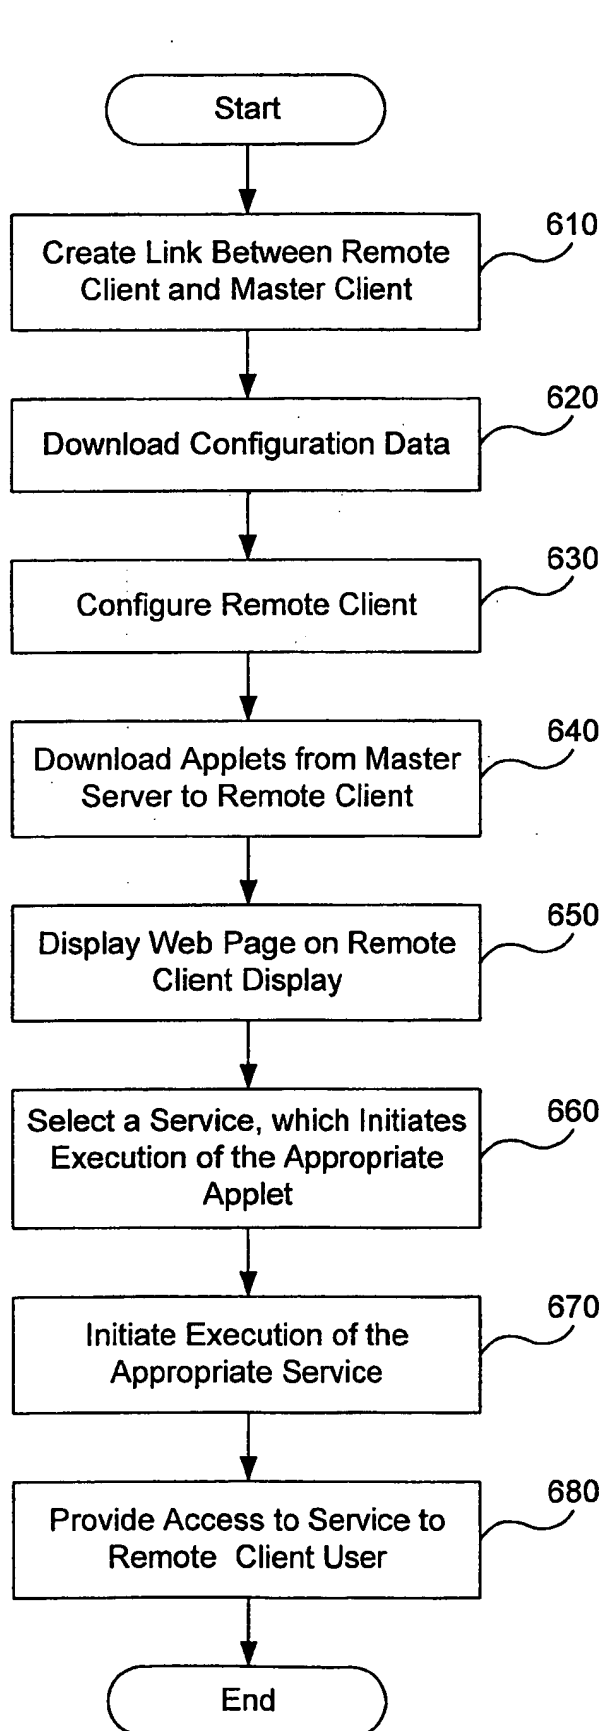 Start
610
Create Link Between Remote
Client and Master Client
620
Download Configuration Data
630
Configure Remote Client
640
Download Applets from Master
Server to Remote Client
650
Display Web Page on Remote
Client Display
660
Select a Service, which Initiates
Execution of the Appropriate
Applet
670
Initiate Execution of the
Appropriate Service
680
Provide Access to Service to
Remote Client User
End